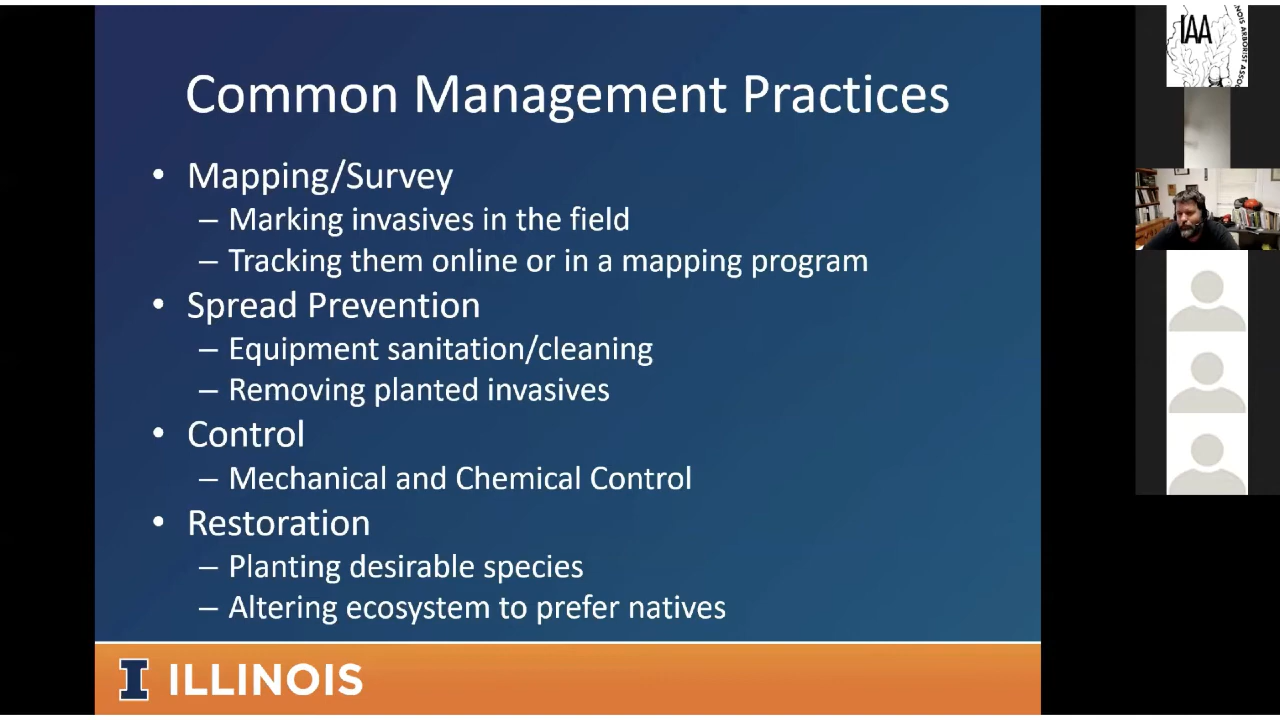 Common Management Practices
• Mapping/Survey
– Marking invasives in the field
– Tracking them online or in a mapping program
• Spread Prevention
– Equipment sanitation/cleaning
– Removing planted invasives
• Control
– Mechanical and Chemical Control
• Restoration
– Planting desirable species
– Altering ecosystem to prefer natives
I ILLINOIS
IAA